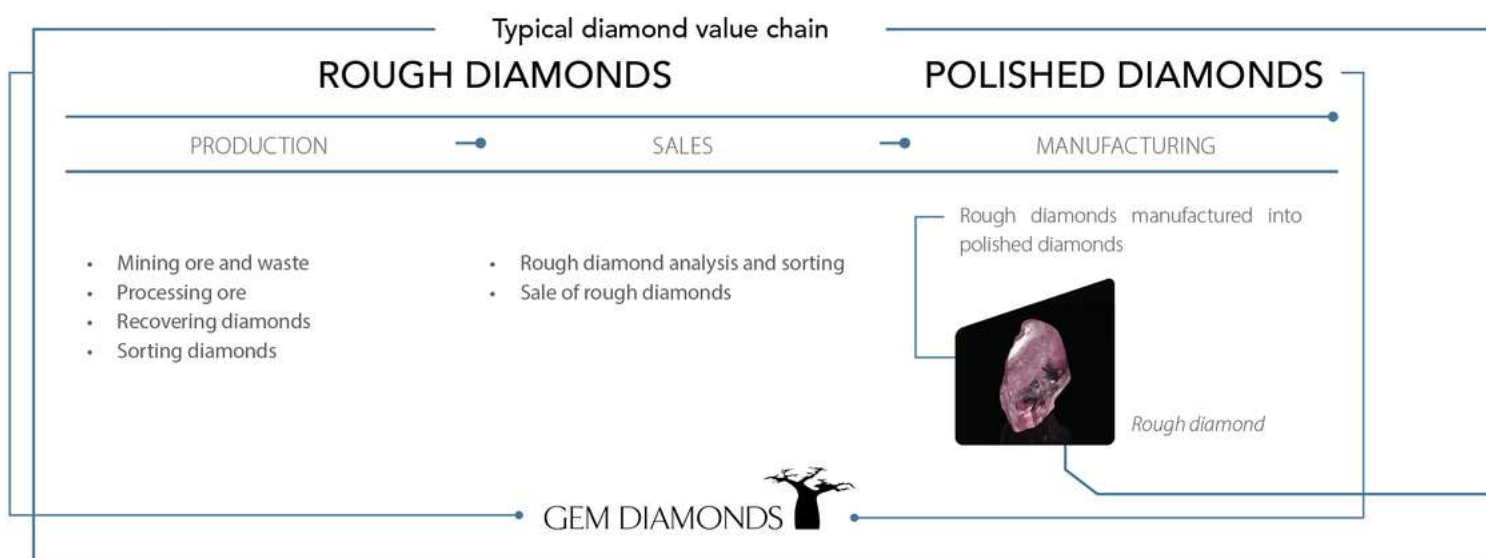 Typical diamond value chain
ROUGH DIAMONDS
POLISHED DIAMONDS
PRODUCTION
SALES
MANUFACTURING
• Mining ore and waste
• Processing ore
• Recovering diamonds
• Sorting diamonds
• Rough diamond analysis and sorting
• Sale of rough diamonds
Rough diamonds manufactured into
polished diamonds
Rough diamond
GEM DIAMONDS